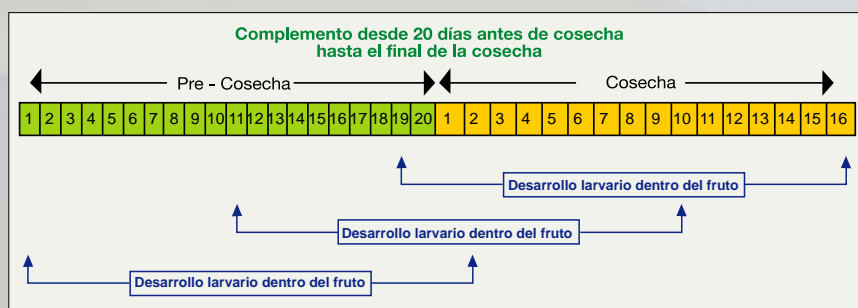 Complemento desde 20 días antes de cosecha
hasta el final de la cosecha
Pre - Cosecha Cosecha
1 2 3 4 5 6 7 8 9 10 11 12 13 14 15 16 17 18 19 20 1 2 3 4 5 6 7 8 9 10 11 12 13 14 15 16
Desarrollo larvario dentro del fruto
Desarrollo larvario dentro del fruto
Desarrollo larvario dentro del fruto